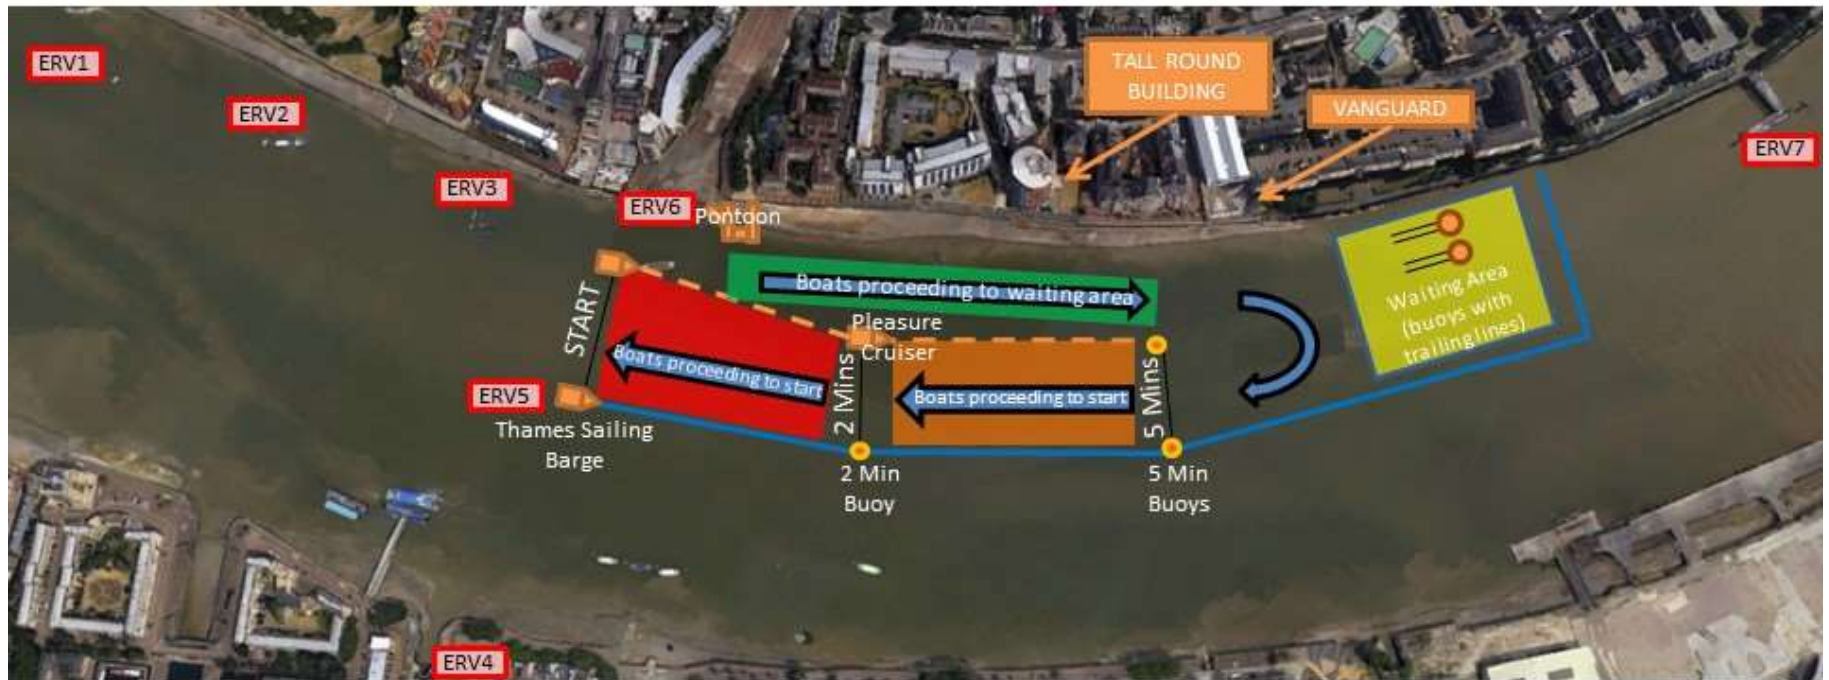 ERV1
ERV2
ERV3
ERV6
Pontoon
TALL ROUND
BUILDING
VANGUARD
ERV7
START
Boats proceeding to waiting area
Pleasure
Cruiser
Waiting Area
(buoys with
trailing lines)
Boats proceeding to start
2 Mins
Boats proceeding to start
5 Mins
ERV5
Thames Sailing
Barge
2 Min
Buoy
5 Min
Buoys
ERV4